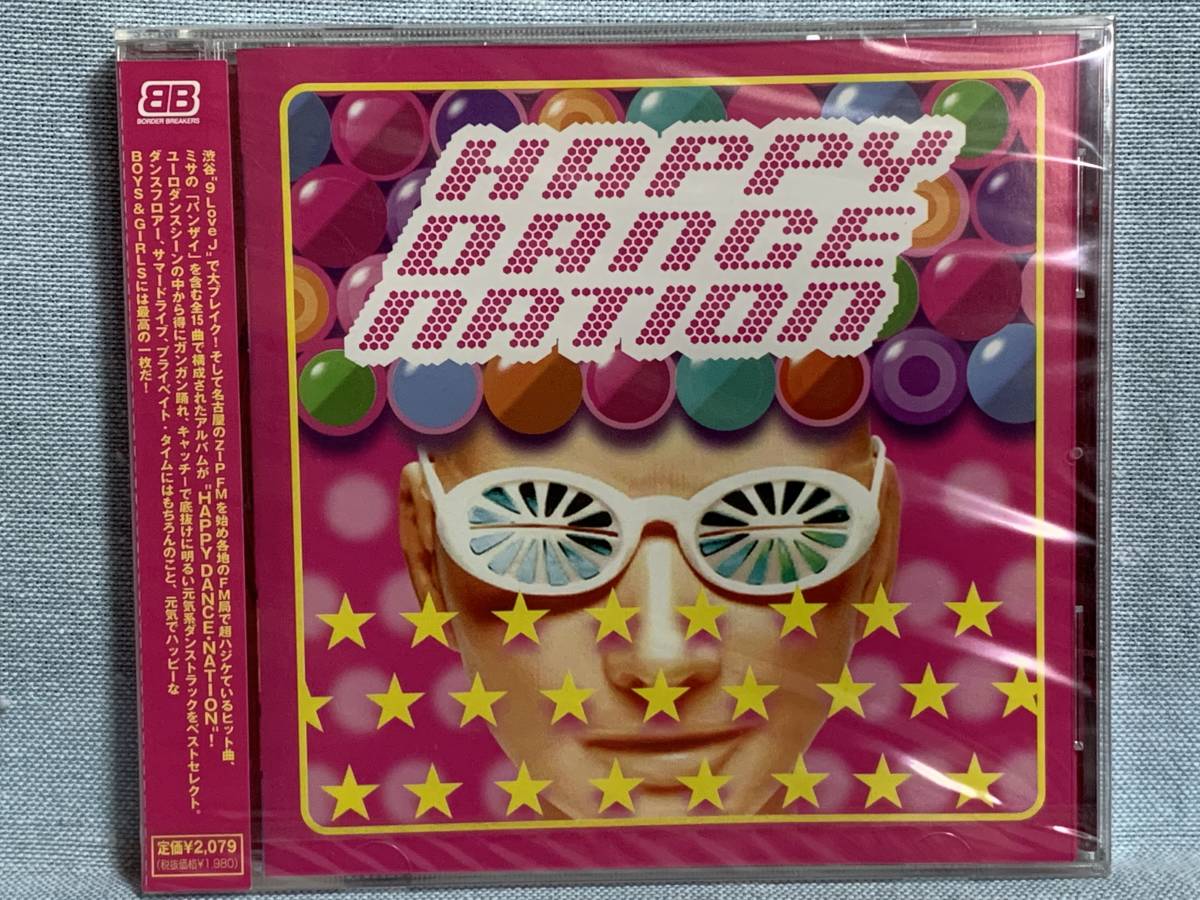 BB
BORDER BREAKERS
渋谷"9 Love J"で大ブレイク！そして名古屋のZIP FMを始め各地のFM局で超ハジケているヒット曲、
ミサの「バンザイ」を含む全15曲で構成されたアルバムが"HAPPY DANCE・NATION"！
ユーロダンスシーンの中から得にガンガン踊れ、キャッチーで底抜けに明るい元気系ダンストラックをベストセレクト。
ダンスフロアー、サマードライブ、プライベイト・タイムにはもちろんのこと、元気でハッピーな
BOYS & GIRLSには最高の一枚だ！
定価¥2,079
(税抜価格¥1,980)
HAPPY
DANCE
NATION